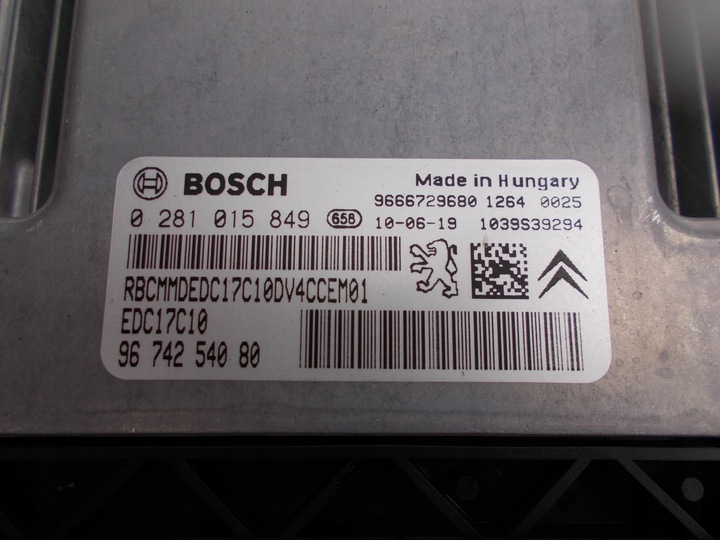 BOSCH Made in Hungary
9666729680 1264 0025
0 281 015 849 658 10-06-19 1039S39294
RBCMMDEDC17C10DV4CCEM01
EDC17C10
96 742 540 80